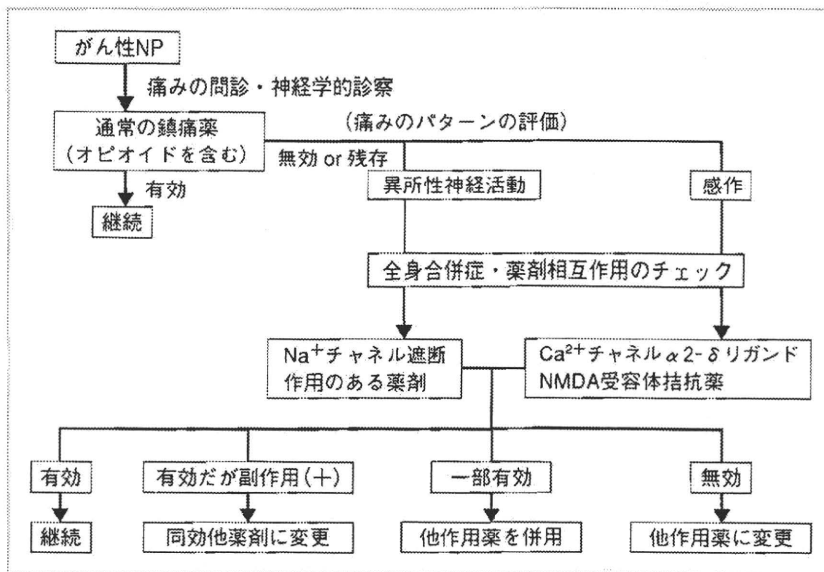 がん性NP
痛みの問診・神経学的診察
通常の鎮痛薬
(オピオイドを含む)
(痛みのパターンの評価)
無効 or 残存
有効
継続
異所性神経活動
感作
全身合併症・薬剤相互作用のチェック
Na⁺チャネル遮断
作用のある薬剤
Ca²⁺チャネルα2-δリガンド
NMDA受容体拮抗薬
有効
有効だが副作用(+)
一部有効
無効
継続
同効他薬剤に変更
他作用薬を併用
他作用薬に変更